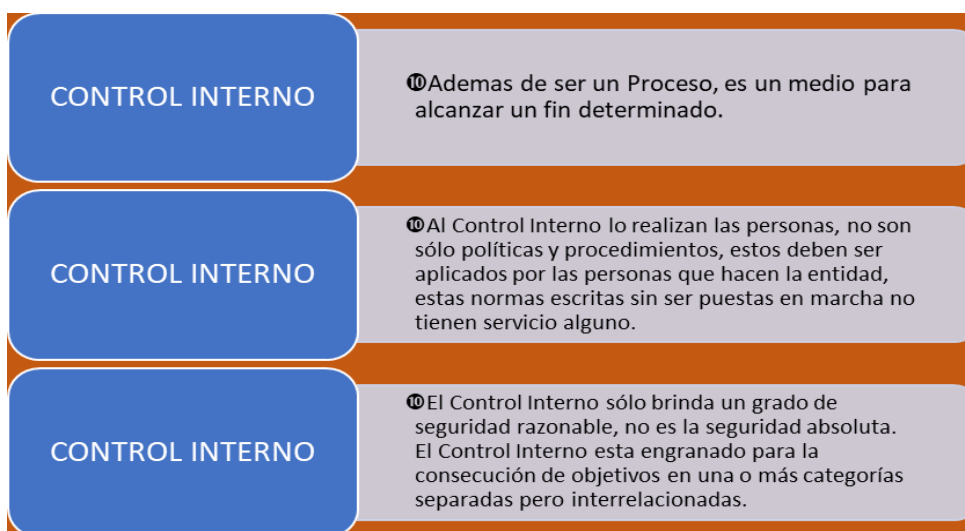 CONTROL INTERNO
❿Ademas de ser un Proceso, es un medio para
alcanzar un fin determinado.
CONTROL INTERNO
❿Al Control Interno lo realizan las personas, no son
sólo políticas y procedimientos, estos deben ser
aplicados por las personas que hacen la entidad,
estas normas escritas sin ser puestas en marcha no
tienen servicio alguno.
CONTROL INTERNO
❿El Control Interno sólo brinda un grado de
seguridad razonable, no es la seguridad absoluta.
El Control Interno esta engranado para la
consecución de objetivos en una o más categorías
separadas pero interrelacionadas.